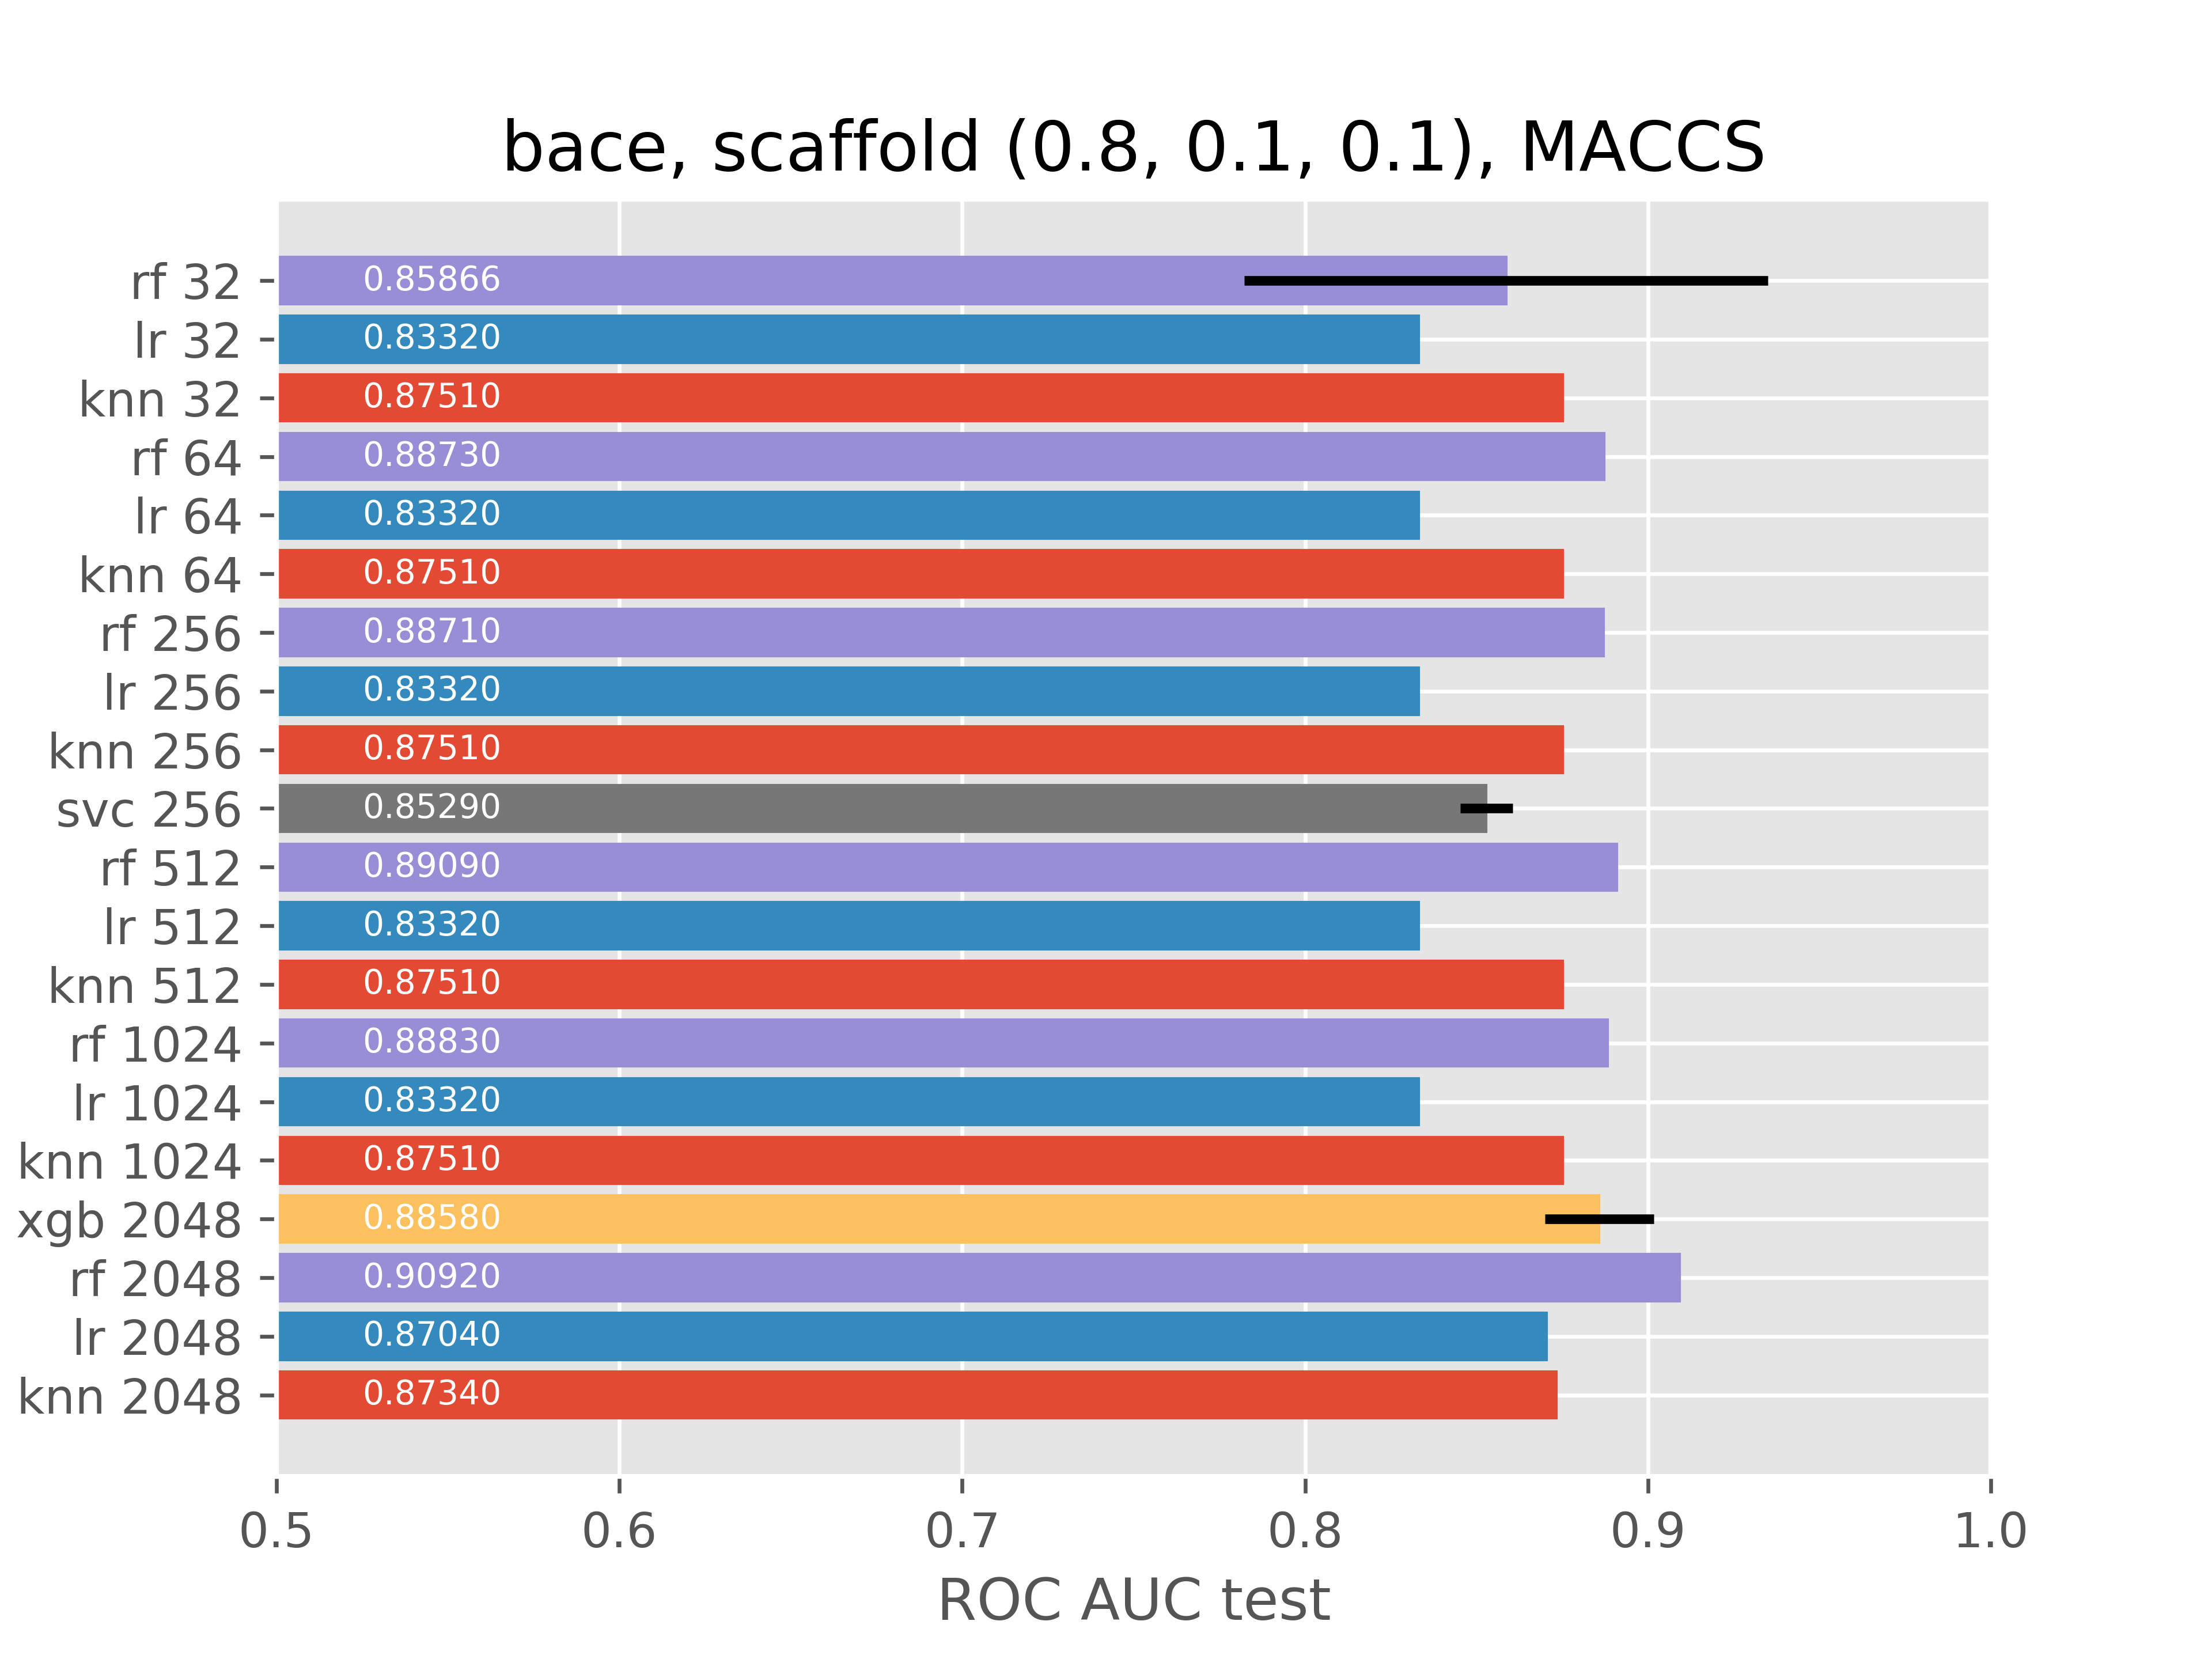 bace, scaffold (0.8, 0.1, 0.1), MACCS
rf 32 0.85866
lr 32 0.83320
knn 32 0.87510
rf 64 0.88730
lr 64 0.83320
knn 64 0.87510
rf 256 0.88710
lr 256 0.83320
knn 256 0.87510
svc 256 0.85290
rf 512 0.89090
lr 512 0.83320
knn 512 0.87510
rf 1024 0.88830
lr 1024 0.83320
knn 1024 0.87510
xgb 2048 0.88580
rf 2048 0.90920
lr 2048 0.87040
knn 2048 0.87340
0.5 0.6 0.7 0.8 0.9 1.0
ROC AUC test